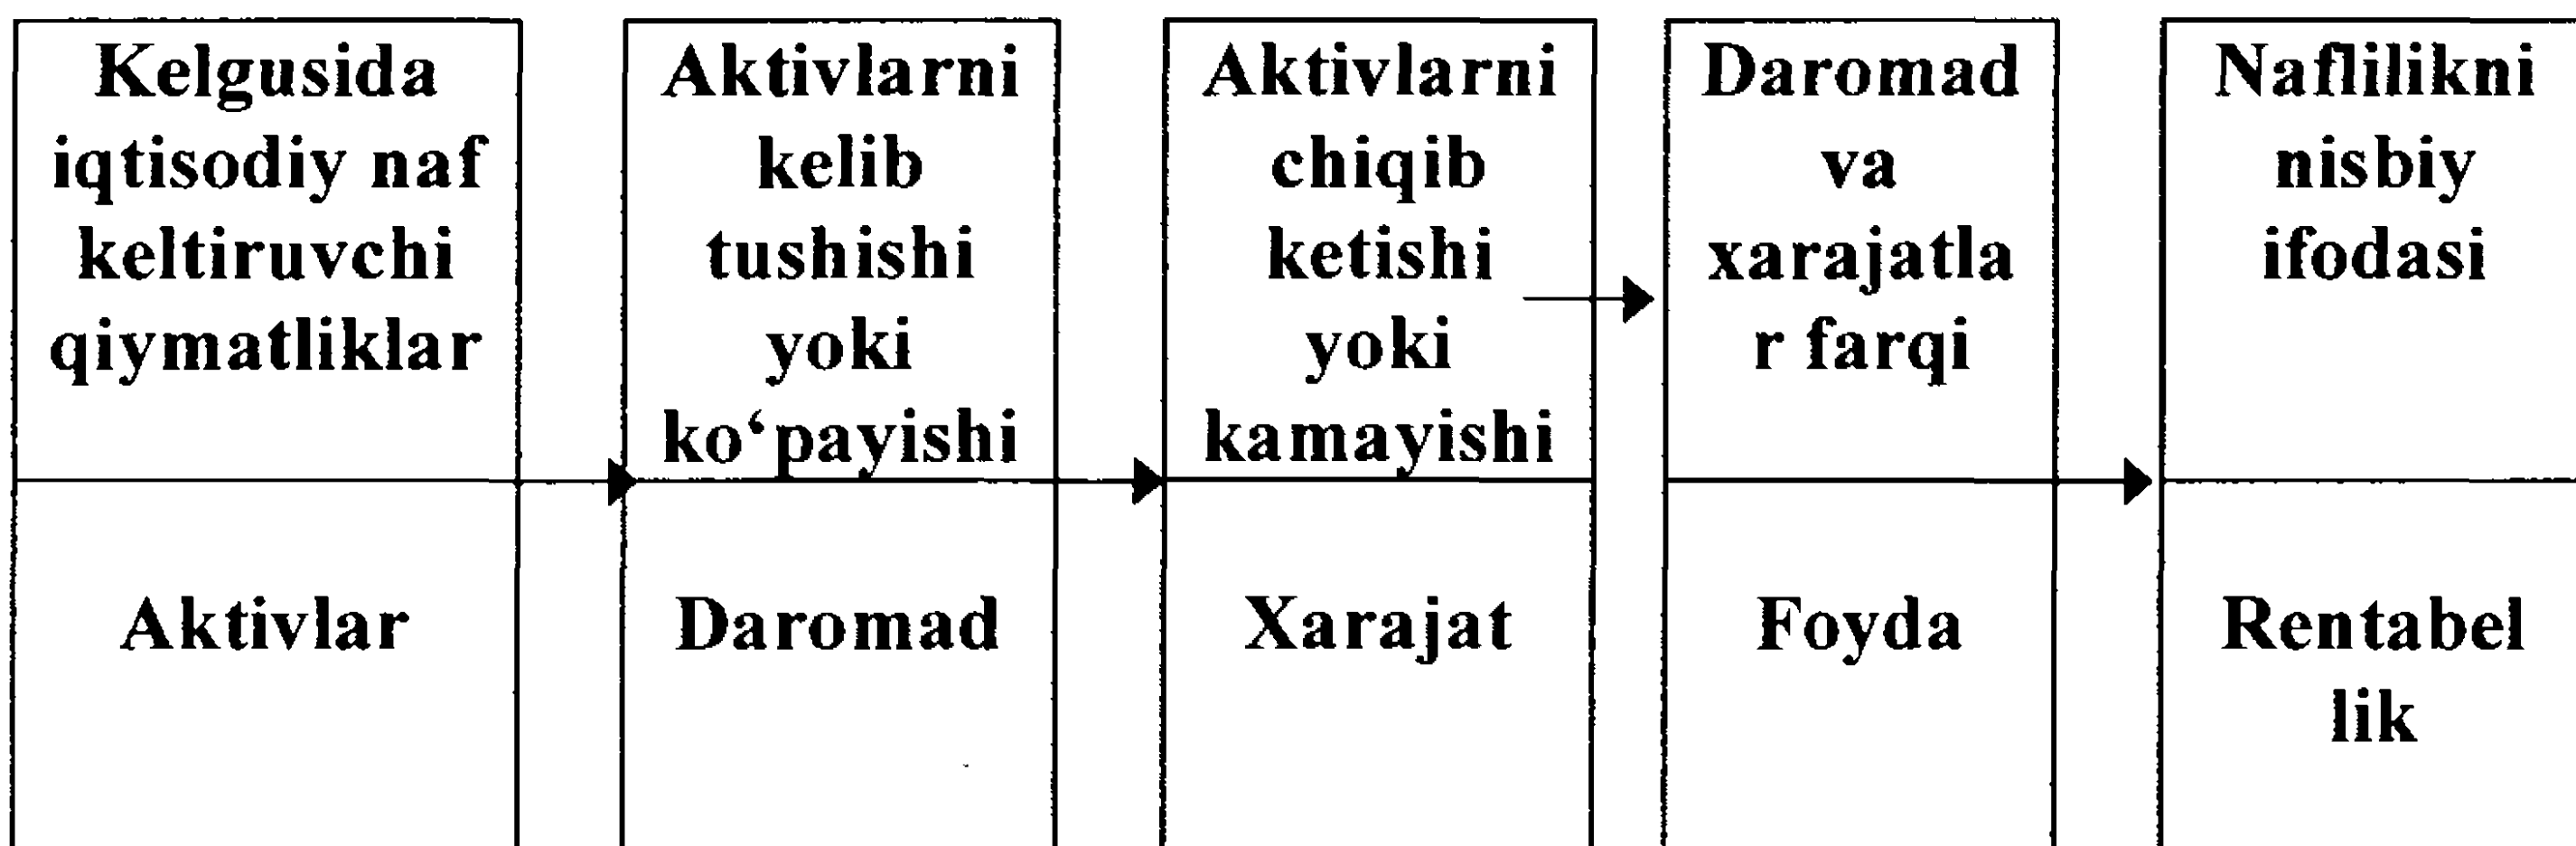 Kelgusida
iqtisodiy naf
keltiruvchi
qiymatliklar
Aktivlar
Aktivlarni
kelib
tushishi
yoki
ko‘payishi
Daromad
Aktivlarni
chiqib
ketishi
yoki
kamayishi
Xarajat
Daromad
va
xarajatla
r farqi
Foyda
Naflilikni
nisbiy
ifodasi
Rentabel
lik